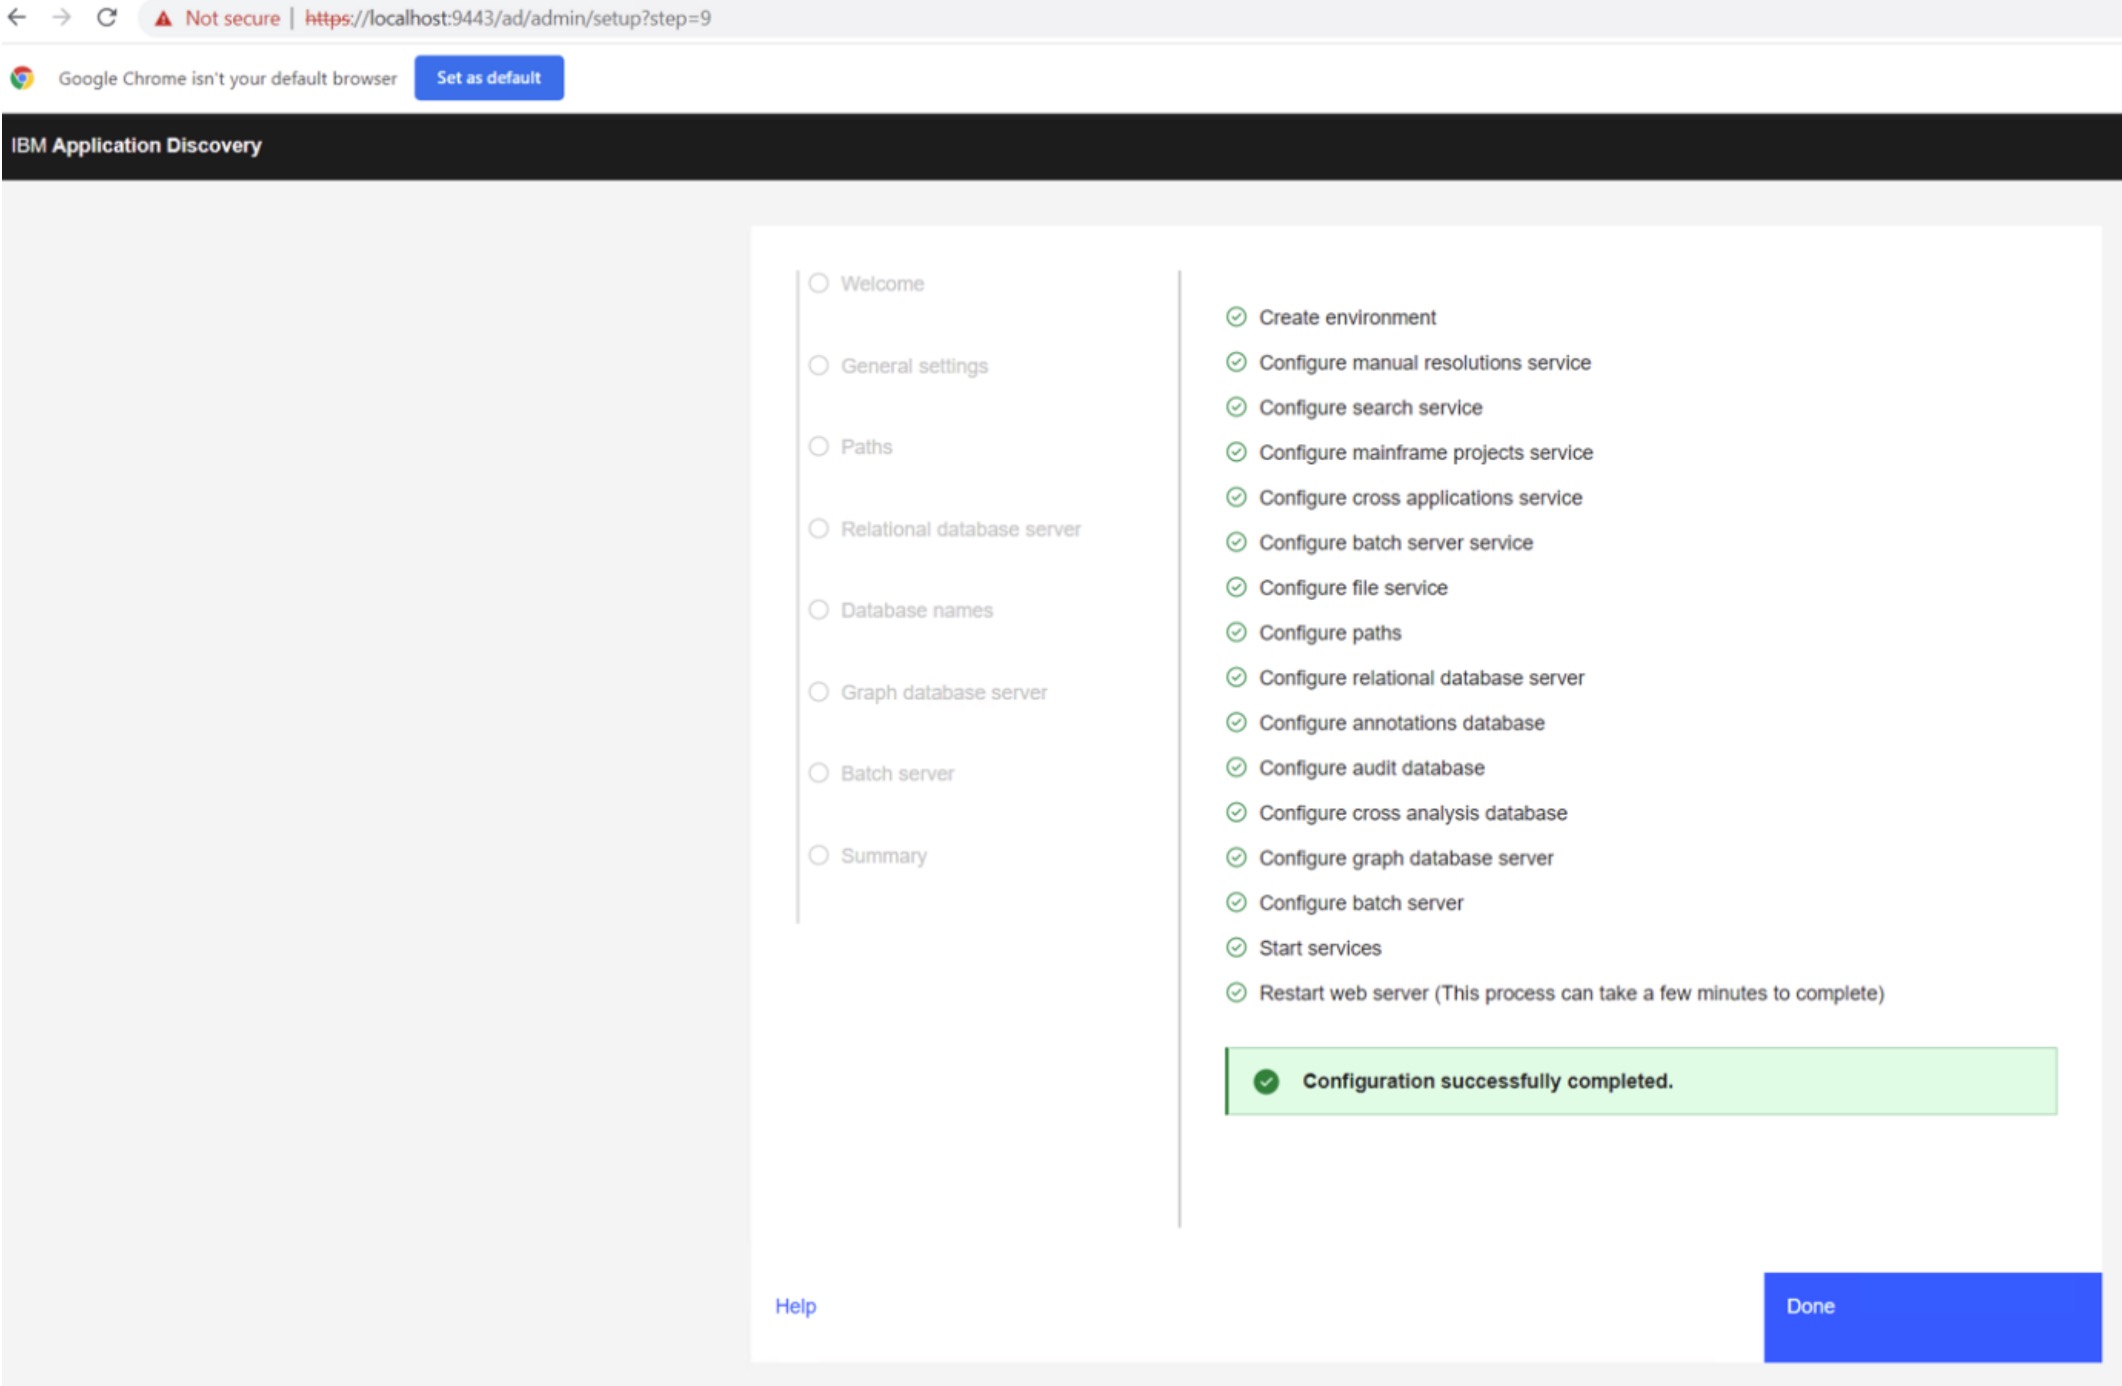 Not secure | https://localhost:9443/ad/admin/setup?step=9
Google Chrome isn't your default browser
Set as default
IBM Application Discovery
Welcome
General settings
Paths
Relational database server
Database names
Graph database server
Batch server
Summary
Create environment
Configure manual resolutions service
Configure search service
Configure mainframe projects service
Configure cross applications service
Configure batch server service
Configure file service
Configure paths
Configure relational database server
Configure annotations database
Configure audit database
Configure cross analysis database
Configure graph database server
Configure batch server
Start services
Restart web server (This process can take a few minutes to complete)
Configuration successfully completed.
Help
Done